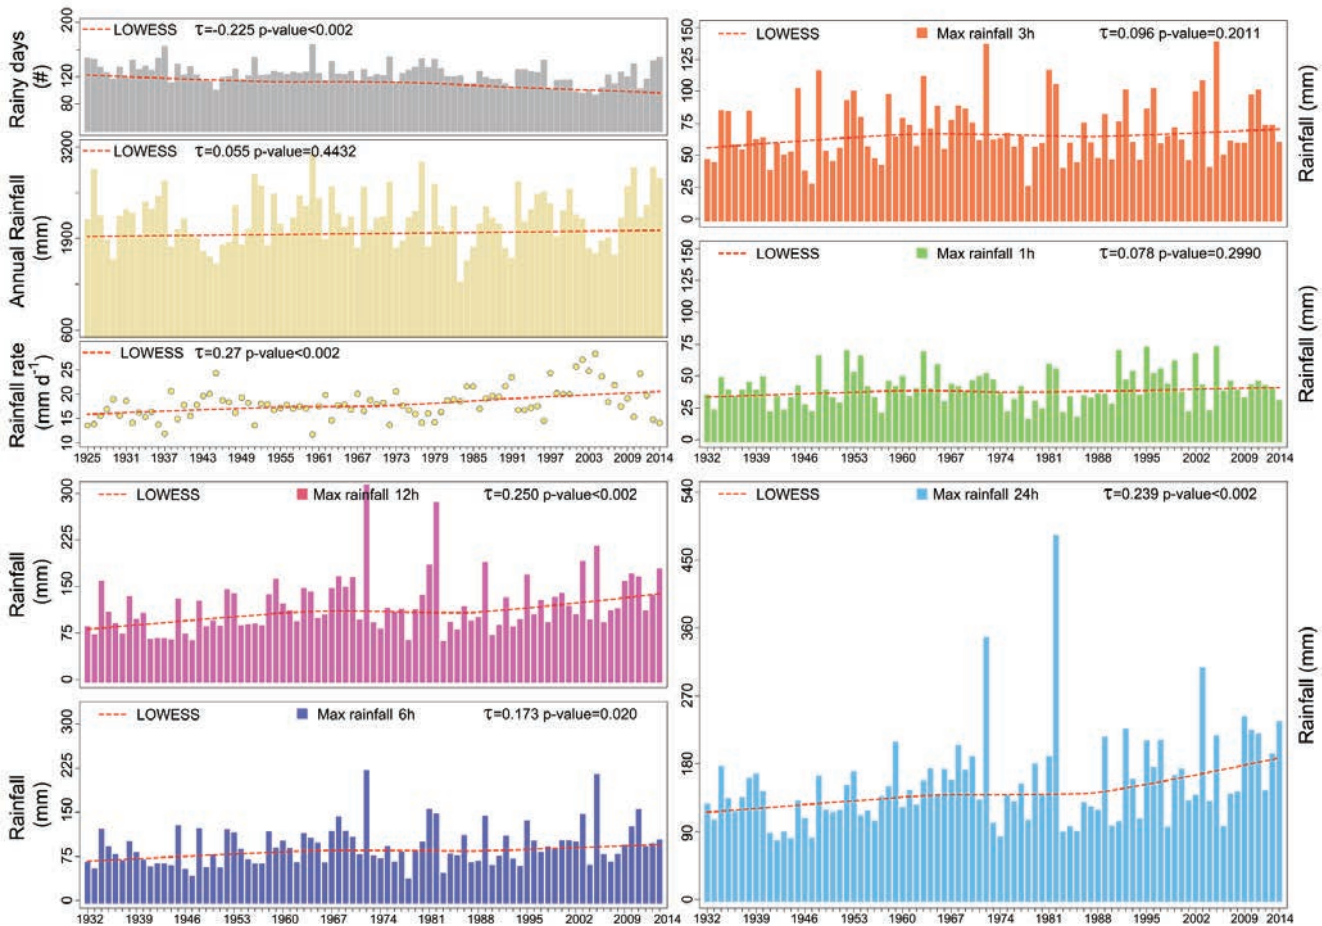 LOWESS τ=-0.225 p-value<0.002
Rainy days
(#)
200
120
80
30
LOWESS τ=0.055 p-value=0.4432
Annual Rainfall
(mm)
3200
1900
600
LOWESS τ=0.27 p-value<0.002
Rainfall rate
(mm d⁻¹)
25
20
15
10
1925 1931 1937 1943 1949 1955 1961 1967 1973 1979 1985 1991 1997 2003 2009 2014
LOWESS Max rainfall 3h τ=0.096 p-value=0.2011
Rainfall (mm)
150
125
100
75
50
25
0
LOWESS Max rainfall 1h τ=0.078 p-value=0.2990
Rainfall (mm)
150
125
75
50
25
0
1932 1939 1946 1953 1960 1967 1974 1981 1988 1995 2002 2009 2014
LOWESS Max rainfall 12h τ=0.250 p-value<0.002
Rainfall
(mm)
300
225
150
75
0
LOWESS Max rainfall 6h τ=0.173 p-value=0.020
Rainfall
(mm)
300
225
150
75
0
1932 1939 1946 1953 1960 1967 1974 1981 1988 1995 2002 2009 2014
LOWESS Max rainfall 24h τ=0.239 p-value<0.002
Rainfall (mm)
540
450
360
270
180
90
0
1932 1939 1946 1953 1960 1967 1974 1981 1988 1995 2002 2009 2014